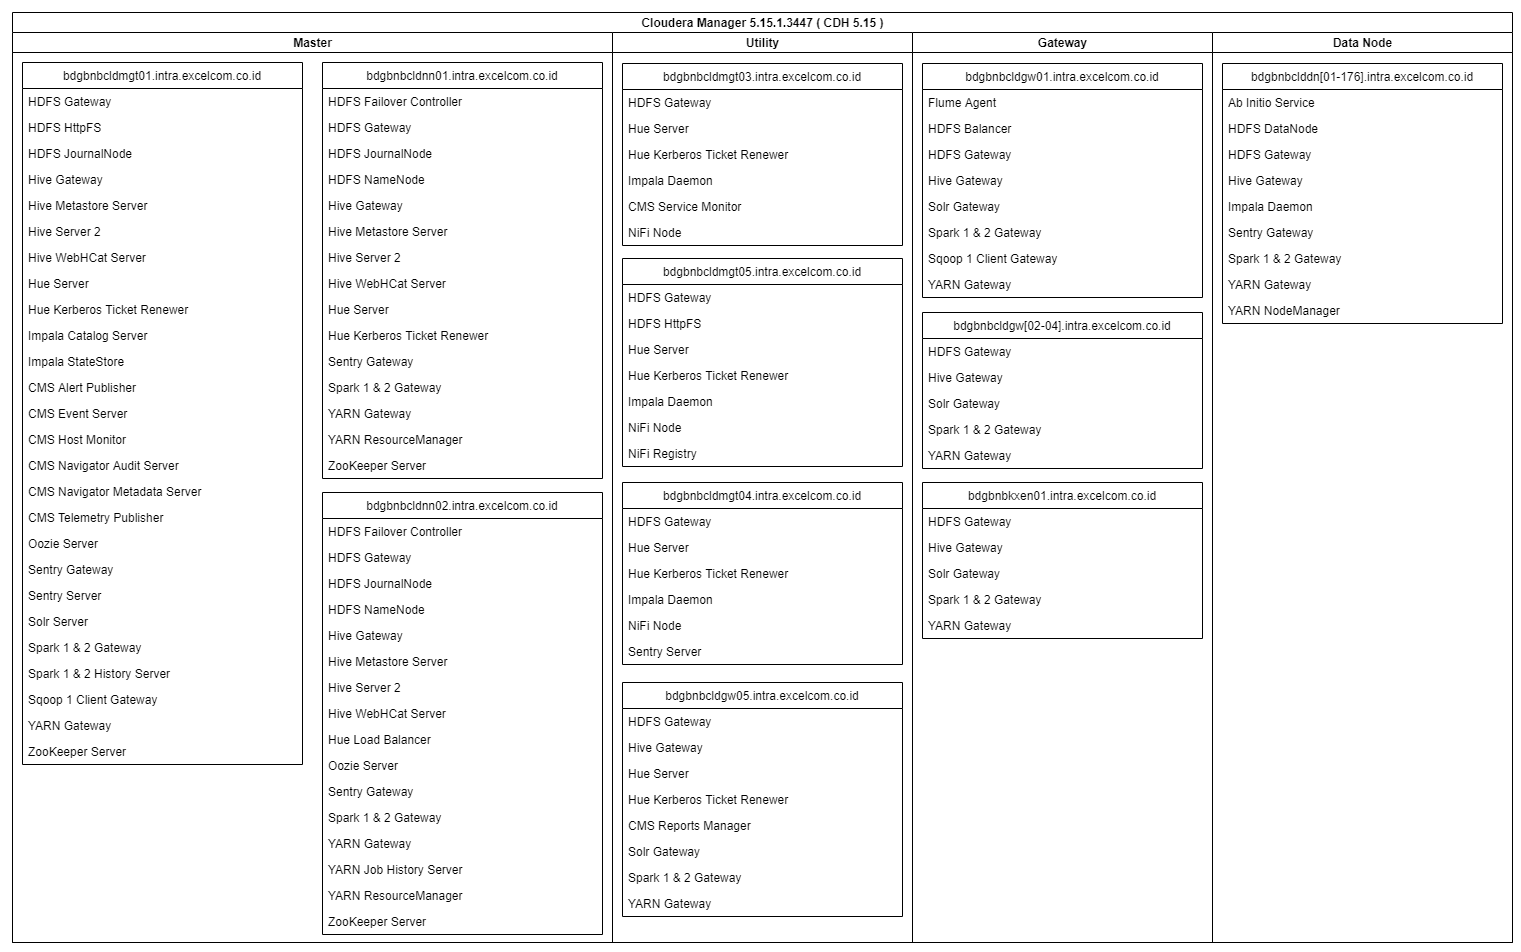 Cloudera Manager 5.15.1.3447 ( CDH 5.15 )
Master
bdgbnbcldmgt01.intra.excelcom.co.id
HDFS Gateway
HDFS HttpFS
HDFS JournalNode
Hive Gateway
Hive Metastore Server
Hive Server 2
Hive WebHCat Server
Hue Server
Hue Kerberos Ticket Renewer
Impala Catalog Server
Impala StateStore
CMS Alert Publisher
CMS Event Server
CMS Host Monitor
CMS Navigator Audit Server
CMS Navigator Metadata Server
CMS Telemetry Publisher
Oozie Server
Sentry Gateway
Sentry Server
Solr Server
Spark 1 & 2 Gateway
Spark 1 & 2 History Server
Sqoop 1 Client Gateway
YARN Gateway
ZooKeeper Server
bdgbnbcldnn01.intra.excelcom.co.id
HDFS Failover Controller
HDFS Gateway
HDFS JournalNode
HDFS NameNode
Hive Gateway
Hive Metastore Server
Hive Server 2
Hive WebHCat Server
Hue Server
Hue Kerberos Ticket Renewer
Sentry Gateway
Spark 1 & 2 Gateway
YARN Gateway
YARN ResourceManager
ZooKeeper Server
bdgbnbcldnn02.intra.excelcom.co.id
HDFS Failover Controller
HDFS Gateway
HDFS JournalNode
HDFS NameNode
Hive Gateway
Hive Metastore Server
Hive Server 2
Hive WebHCat Server
Hue Load Balancer
Oozie Server
Sentry Gateway
Spark 1 & 2 Gateway
YARN Gateway
YARN Job History Server
YARN ResourceManager
ZooKeeper Server
Utility
bdgbnbcldmgt03.intra.excelcom.co.id
HDFS Gateway
Hue Server
Hue Kerberos Ticket Renewer
Impala Daemon
CMS Service Monitor
NiFi Node
bdgbnbcldmgt05.intra.excelcom.co.id
HDFS Gateway
HDFS HttpFS
Hue Server
Hue Kerberos Ticket Renewer
Impala Daemon
NiFi Node
NiFi Registry
bdgbnbcldmgt04.intra.excelcom.co.id
HDFS Gateway
Hue Server
Hue Kerberos Ticket Renewer
Impala Daemon
NiFi Node
Sentry Server
bdgbnbcldgw05.intra.excelcom.co.id
HDFS Gateway
Hive Gateway
Hue Server
Hue Kerberos Ticket Renewer
CMS Reports Manager
Solr Gateway
Spark 1 & 2 Gateway
YARN Gateway
Gateway
bdgbnbcldgw01.intra.excelcom.co.id
Flume Agent
HDFS Balancer
HDFS Gateway
Hive Gateway
Solr Gateway
Spark 1 & 2 Gateway
Sqoop 1 Client Gateway
YARN Gateway
bdgbnbcldgw[02-04].intra.excelcom.co.id
HDFS Gateway
Hive Gateway
Solr Gateway
Spark 1 & 2 Gateway
YARN Gateway
bdgbnbkxen01.intra.excelcom.co.id
HDFS Gateway
Hive Gateway
Solr Gateway
Spark 1 & 2 Gateway
YARN Gateway
Data Node
bdgbnbclddn[01-176].intra.excelcom.co.id
Ab Initio Service
HDFS DataNode
HDFS Gateway
Hive Gateway
Impala Daemon
Sentry Gateway
Spark 1 & 2 Gateway
YARN Gateway
YARN NodeManager